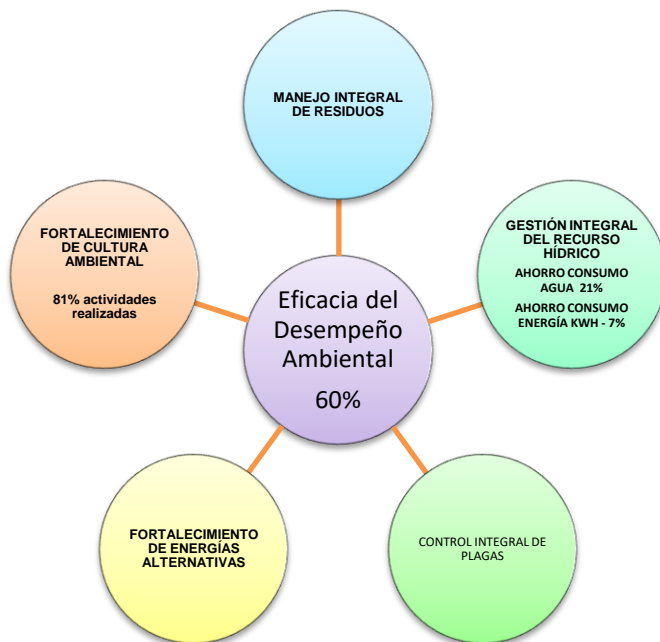 MANEJO INTEGRAL
DE RESIDUOS
FORTALECIMIENTO
DE CULTURA
AMBIENTAL
81% actividades
realizadas
GESTIÓN INTEGRAL
DEL RECURSO
HÍDRICO
AHORRO CONSUMO
AGUA 21%
AHORRO CONSUMO
ENERGÍA KWH - 7%
Eficacia del
Desempeño
Ambiental
60%
FORTALECIMIENTO
DE ENERGÍAS
ALTERNATIVAS
CONTROL INTEGRAL DE
PLAGAS